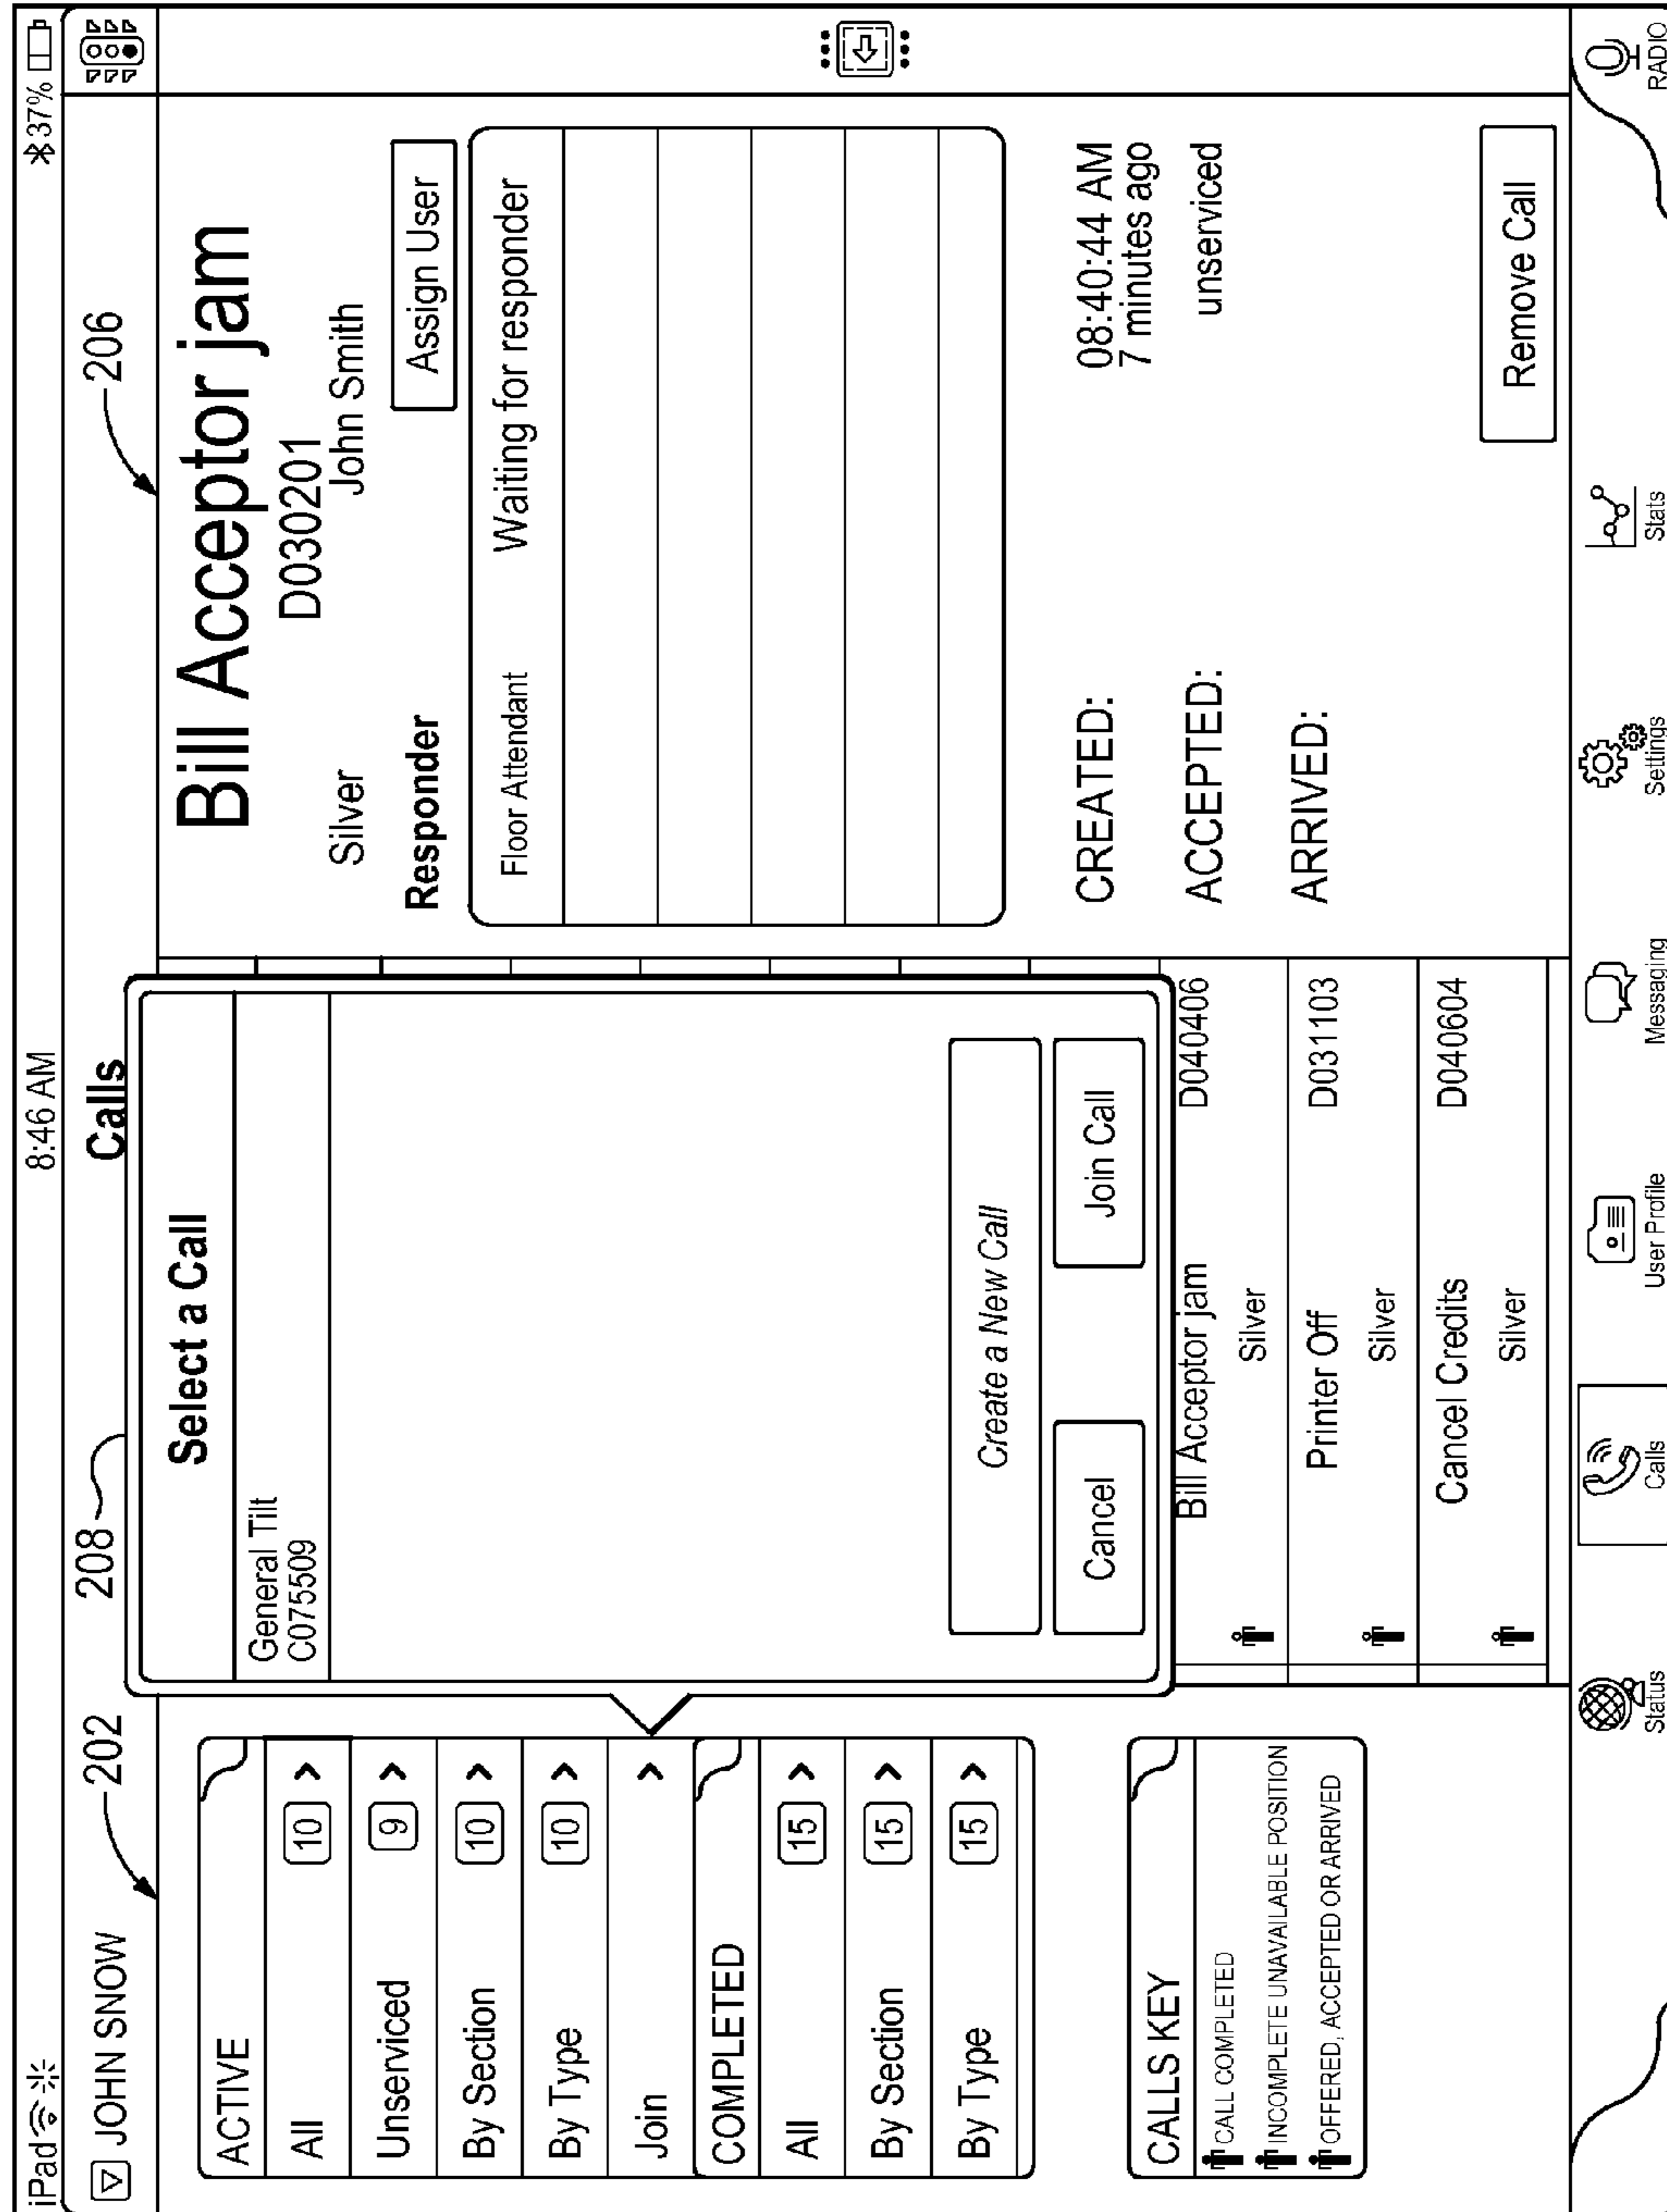 iPad 8:46 AM 37%
JOHN SNOW
202
208
Calls
206
ACTIVE
All 10 >
Unserviced 9 >
By Section 10 >
By Type 10 >
Join >
COMPLETED
All 15 >
By Section 15 >
By Type 15 >
CALLS KEY
CALL COMPLETED
INCOMPLETE UNAVAILABLE POSITION
OFFERED, ACCEPTED OR ARRIVED
Select a Call
General Tilt
C075509
Create a New Call
Cancel Join Call
Bill Acceptor jam D040406
Silver
Printer Off D031103
Silver
Cancel Credits D040604
Silver
Bill Acceptor jam
D030201
Silver John Smith
Responder Assign User
Floor Attendant Waiting for responder
CREATED: 08:40:44 AM
7 minutes ago
ACCEPTED: unserviced
ARRIVED:
Remove Call
Status Calls User Profile Messaging Settings Stats RADIO